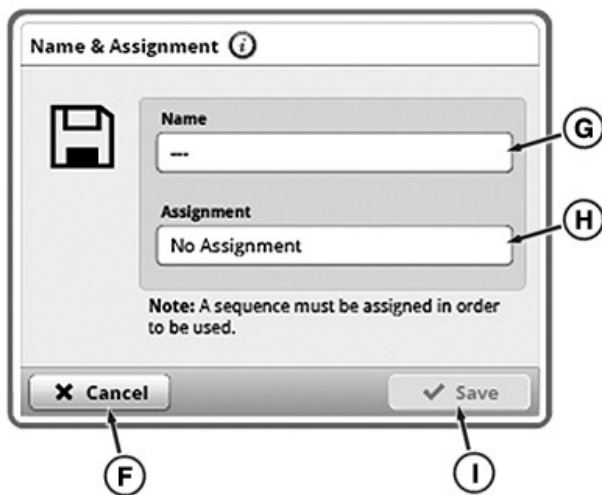 Name & Assignment i
Name
---
G
Assignment
No Assignment
H
Note: A sequence must be assigned in order
to be used.
Cancel
Save
F
I